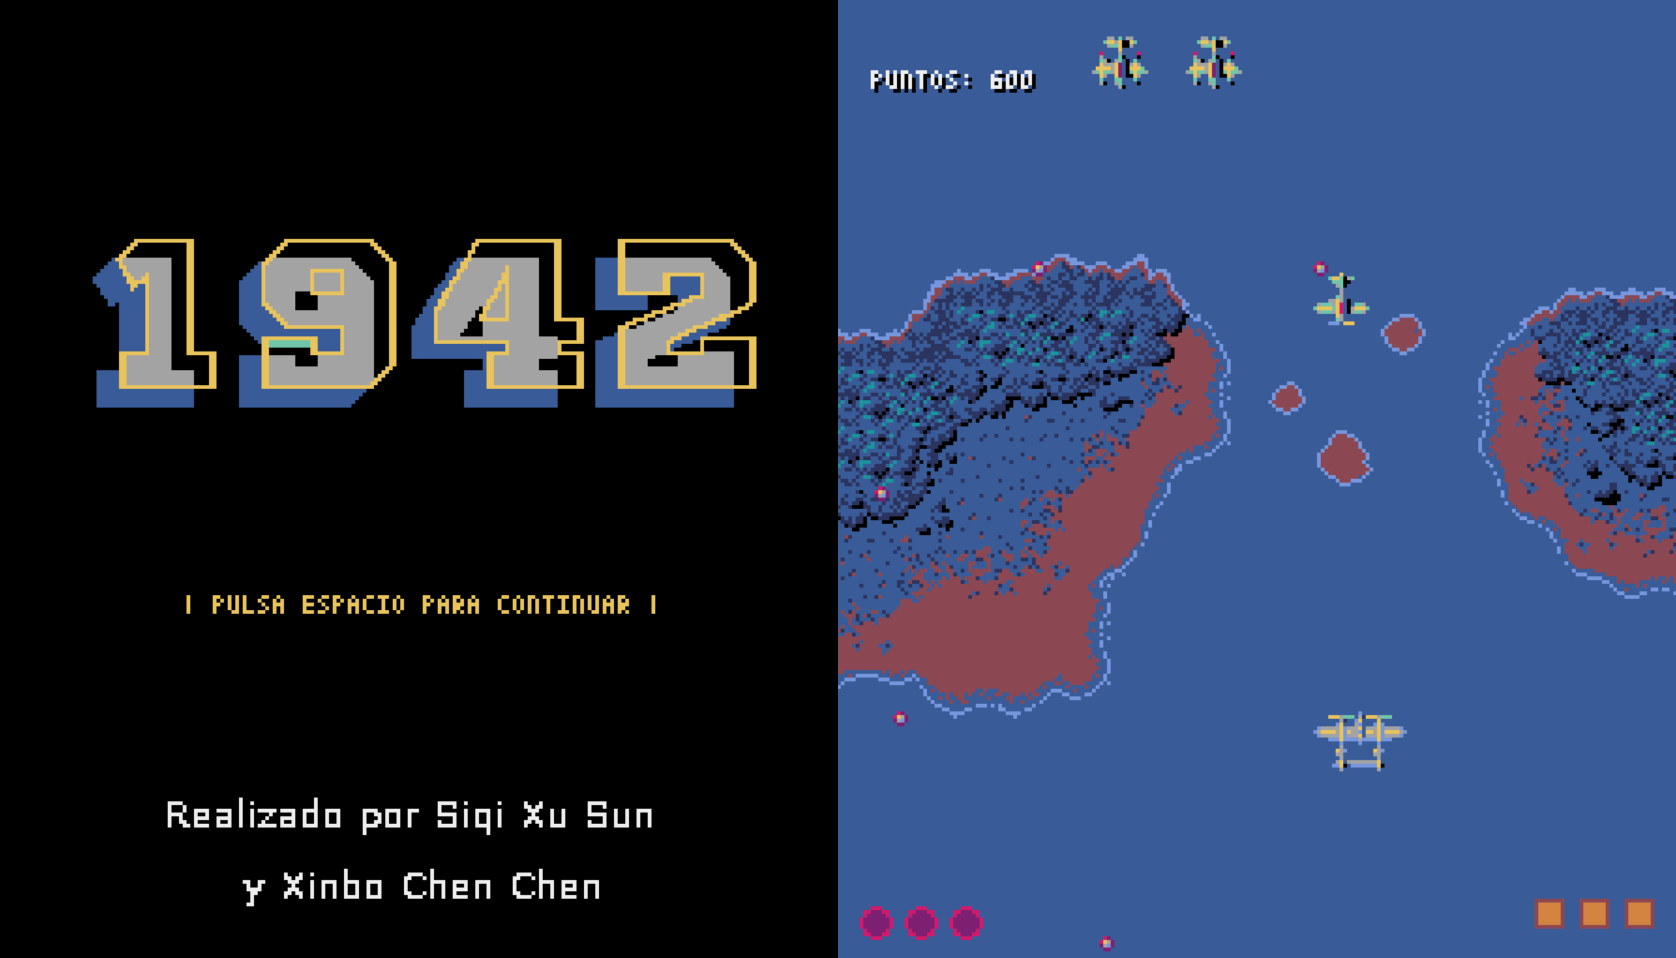 1942
| PULSA ESPACIO PARA CONTINUAR |
Realizado por Siqi Xu Sun
y Xinbo Chen Chen
PUNTOS: 600